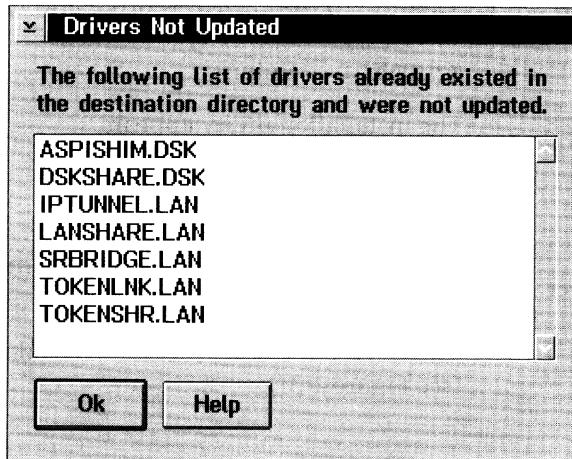 Drivers Not Updated
The following list of drivers already existed in
the destination directory and were not updated.
ASPISHIM.DSK
DSKSHARE.DSK
IPTUNNEL.LAN
LANSHARE.LAN
SRBRIDGE.LAN
TOKENLNK.LAN
TOKENSHR.LAN
Ok
Help